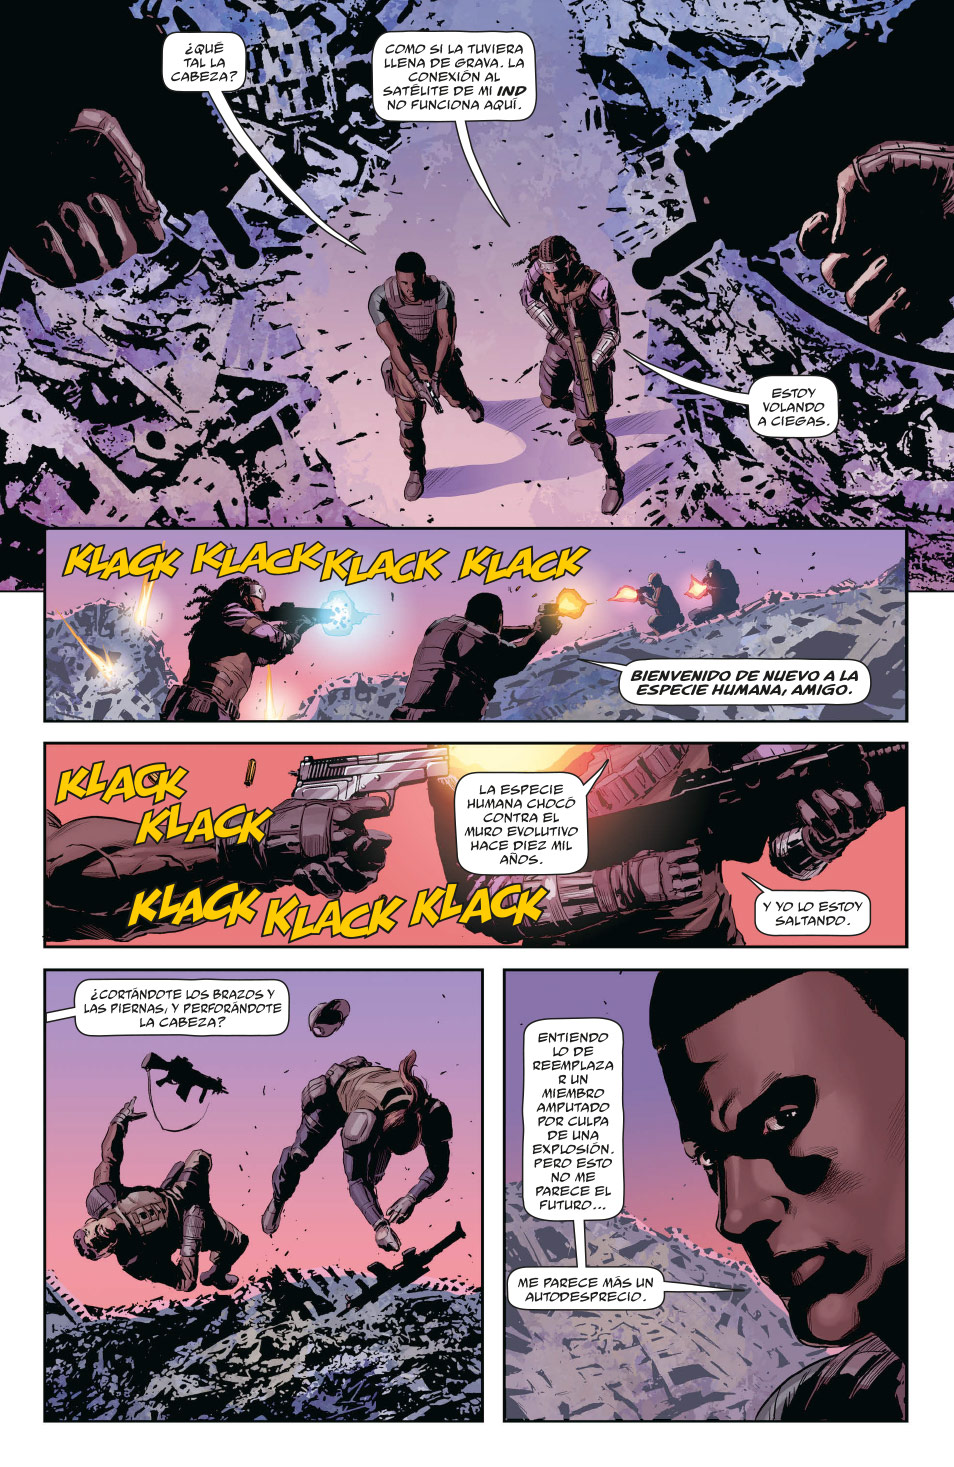 ¿QUÉ
TAL LA
CABEZA?
COMO SI LA TUVIERA
LLENA DE GRAVA. LA
CONEXIÓN AL
SATÉLITE DE MI IND
NO FUNCIONA AQUÍ.
ESTOY
VOLANDO
A CIEGAS.
KLACK KLACK KLACK KLACK
BIENVENIDO DE NUEVO A LA
ESPECIE HUMANA, AMIGO.
KLACK
KLACK
LA ESPECIE
HUMANA CHOCÓ
CONTRA EL
MURO EVOLUTIVO
HACE DIEZ MIL
AÑOS.
KLACK KLACK KLACK
Y YO LO ESTOY
SALTANDO.
¿CORTÁNDOTE LOS BRAZOS Y
LAS PIERNAS, Y PERFORÁNDOTE
LA CABEZA?
ENTIENDO
LO DE
REEMPLAZA
R UN
MIEMBRO
AMPUTADO
POR CULPA
DE UNA
EXPLOSIÓN.
PERO ESTO
NO ME
PARECE EL
FUTURO...
ME PARECE MÁS UN
AUTODESPRECIO.